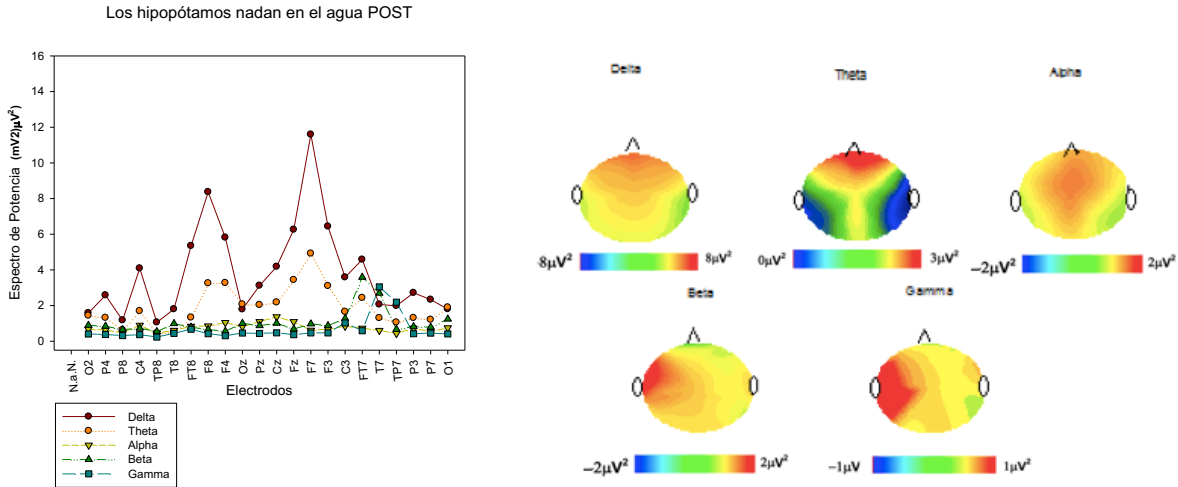 Los hipopótamos nadan en el agua POST
16
14
12
10
8
6
4
2
0
Espectro de Potencia (mV2)µV²
N.a.N.
O2
P4
P8
C4
TP8
T8
FT8
F8
F4
Oz
Pz
Cz
Fz
F7
F3
C3
FT7
T7
TP7
P3
P7
O1
Electrodos
Delta
Theta
Alpha
Beta
Gamma
Delta
Theta
Alpha
-8µV²
8µV²
0µV²
3µV²
−2µV²
2µV²
Beta
Gamma
−2µV²
2µV²
-1µV
1µV²